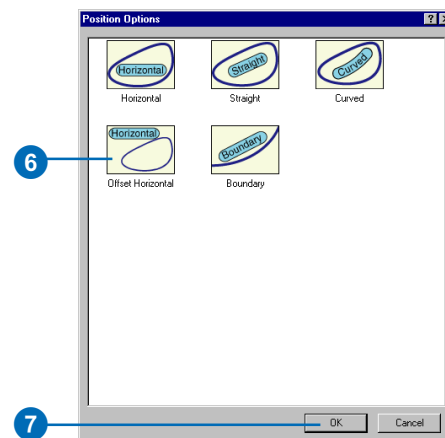 Position Options
Horizontal Straight Curved
Horizontal Straight Curved
Horizontal Boundary
6
Offset Horizontal Boundary
7 OK Cancel